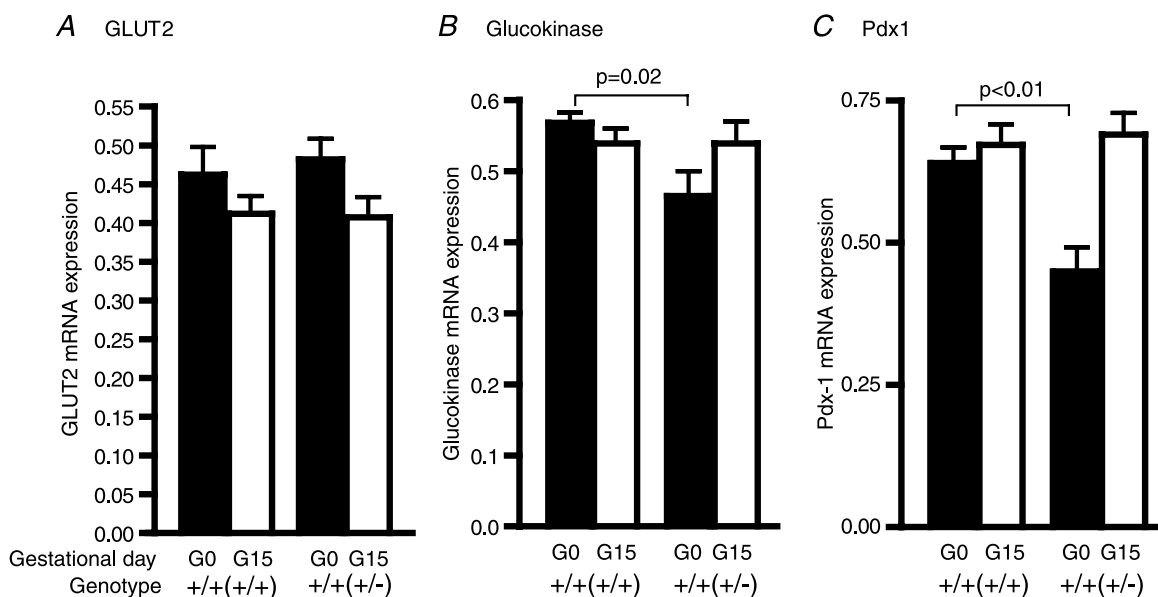 A GLUT2
B Glucokinase
C Pdx1
GLUT2 mRNA expression
0.55
0.50
0.45
0.40
0.35
0.30
0.25
0.20
0.15
0.10
0.05
0.00
Glucokinase mRNA expression
p=0.02
0.6
0.5
0.4
0.3
0.2
0.1
0.0
Pdx-1 mRNA expression
p<0.01
0.75
0.50
0.25
0.00
Gestational day G0 G15 G0 G15 G0 G15 G0 G15 G0 G15 G0 G15
Genotype +/+(+/+) +/+(+/-) +/+(+/+) +/+(+/-) +/+(+/+) +/+(+/-)